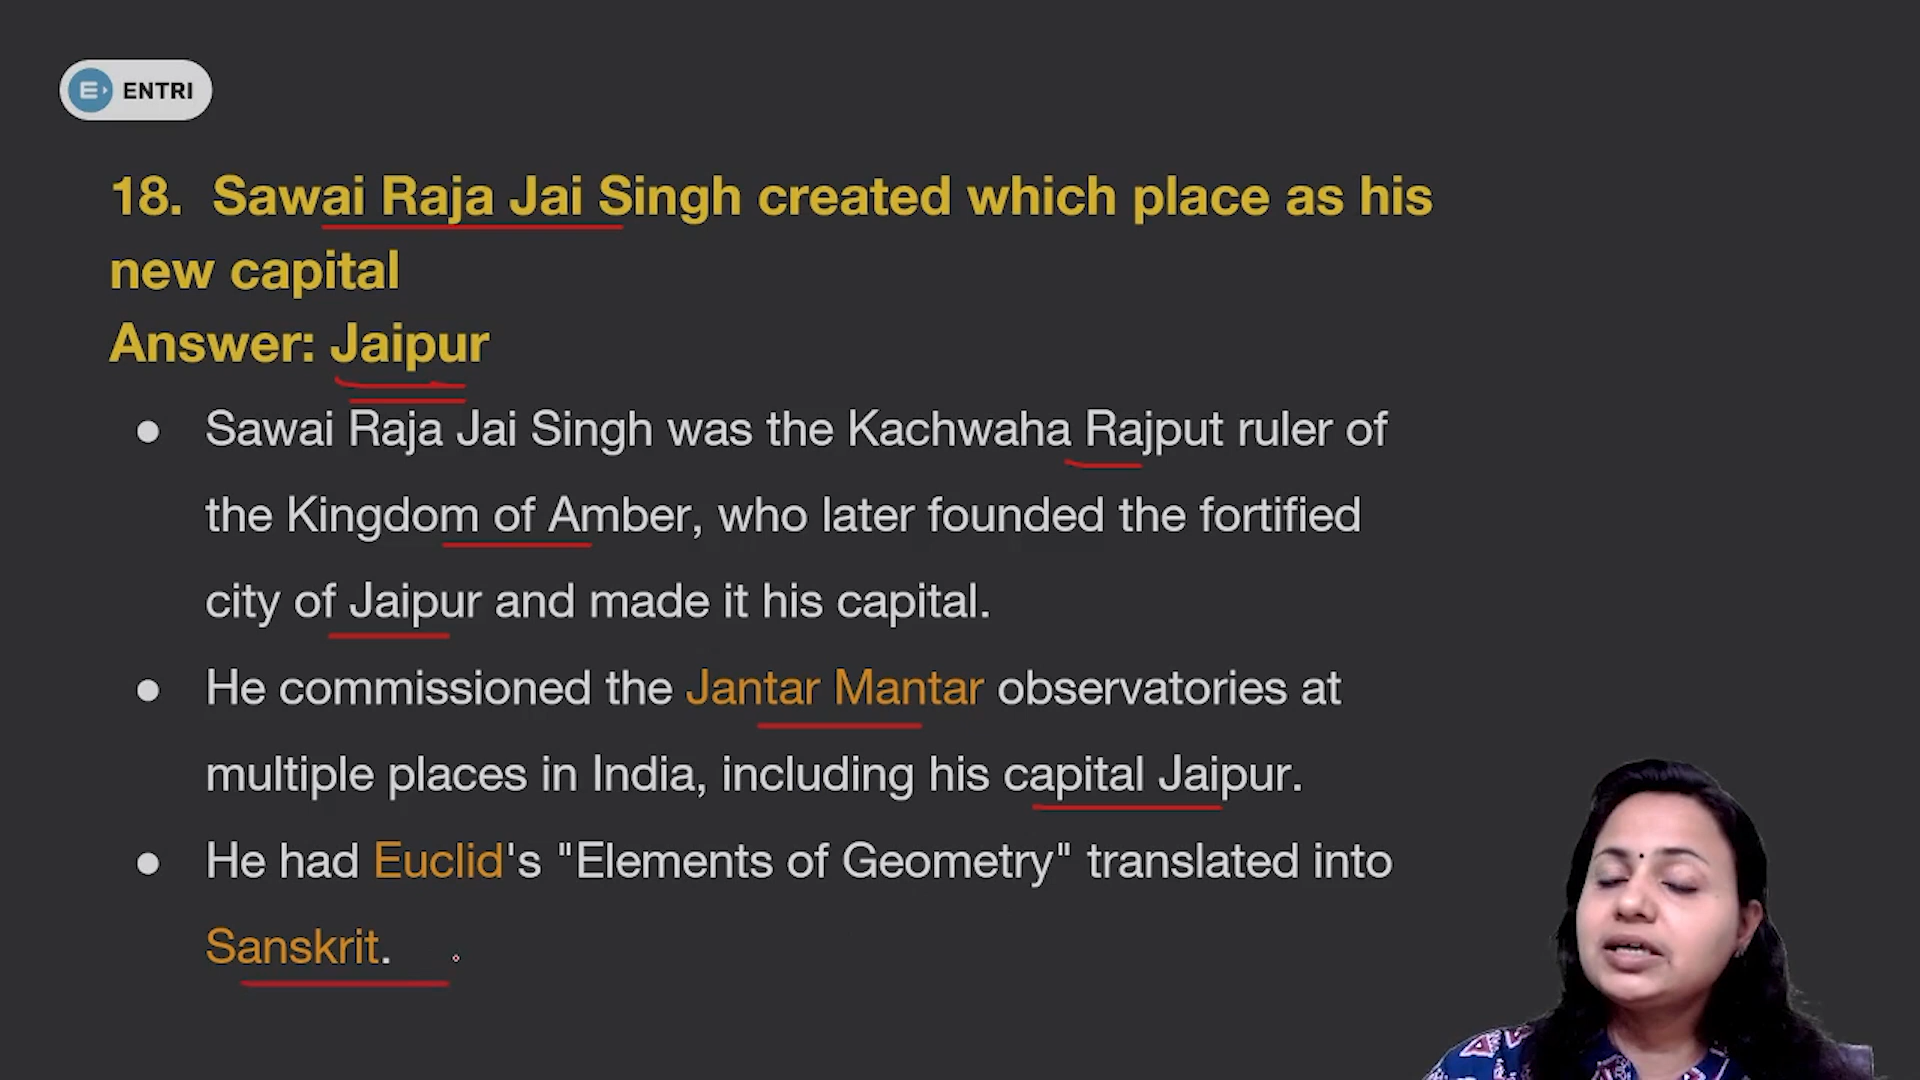 ENTRI
18. Sawai Raja Jai Singh created which place as his
new capital
Answer: Jaipur
● Sawai Raja Jai Singh was the Kachwaha Rajput ruler of
the Kingdom of Amber, who later founded the fortified
city of Jaipur and made it his capital.
● He commissioned the Jantar Mantar observatories at
multiple places in India, including his capital Jaipur.
● He had Euclid's "Elements of Geometry" translated into
Sanskrit.